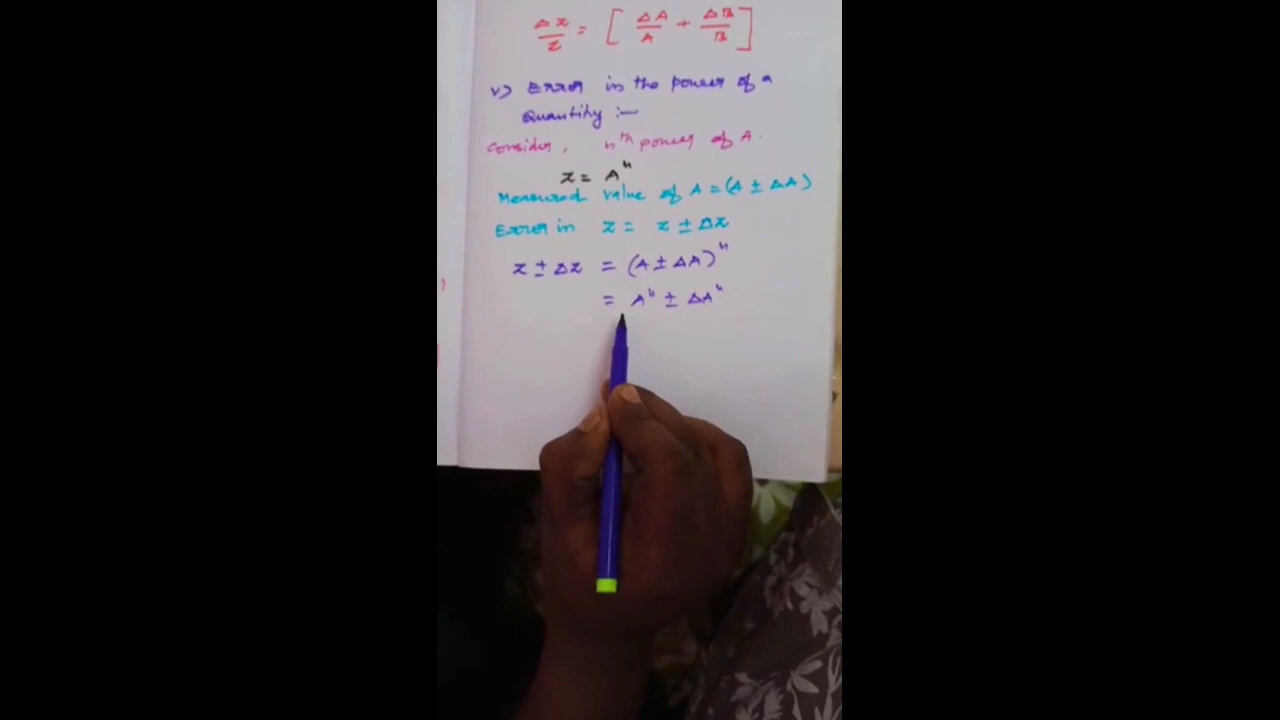 Δz/z = [ ΔA/A + ΔB/B ]
v) Error in the power of a
Quantity :-
Consider, nth power of A.
z = Aⁿ
Measured value of A = (A ± ΔA)
Error in z = z ± Δz
z ± Δz = (A ± ΔA)ⁿ
= Aⁿ ± ΔAⁿ